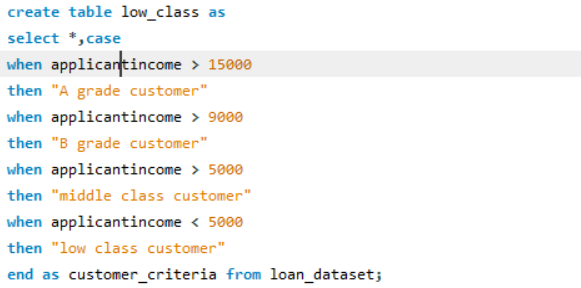 create table low_class as
select *,case
when applicantincome > 15000
then "A grade customer"
when applicantincome > 9000
then "B grade customer"
when applicantincome > 5000
then "middle class customer"
when applicantincome < 5000
then "low class customer"
end as customer_criteria from loan_dataset;